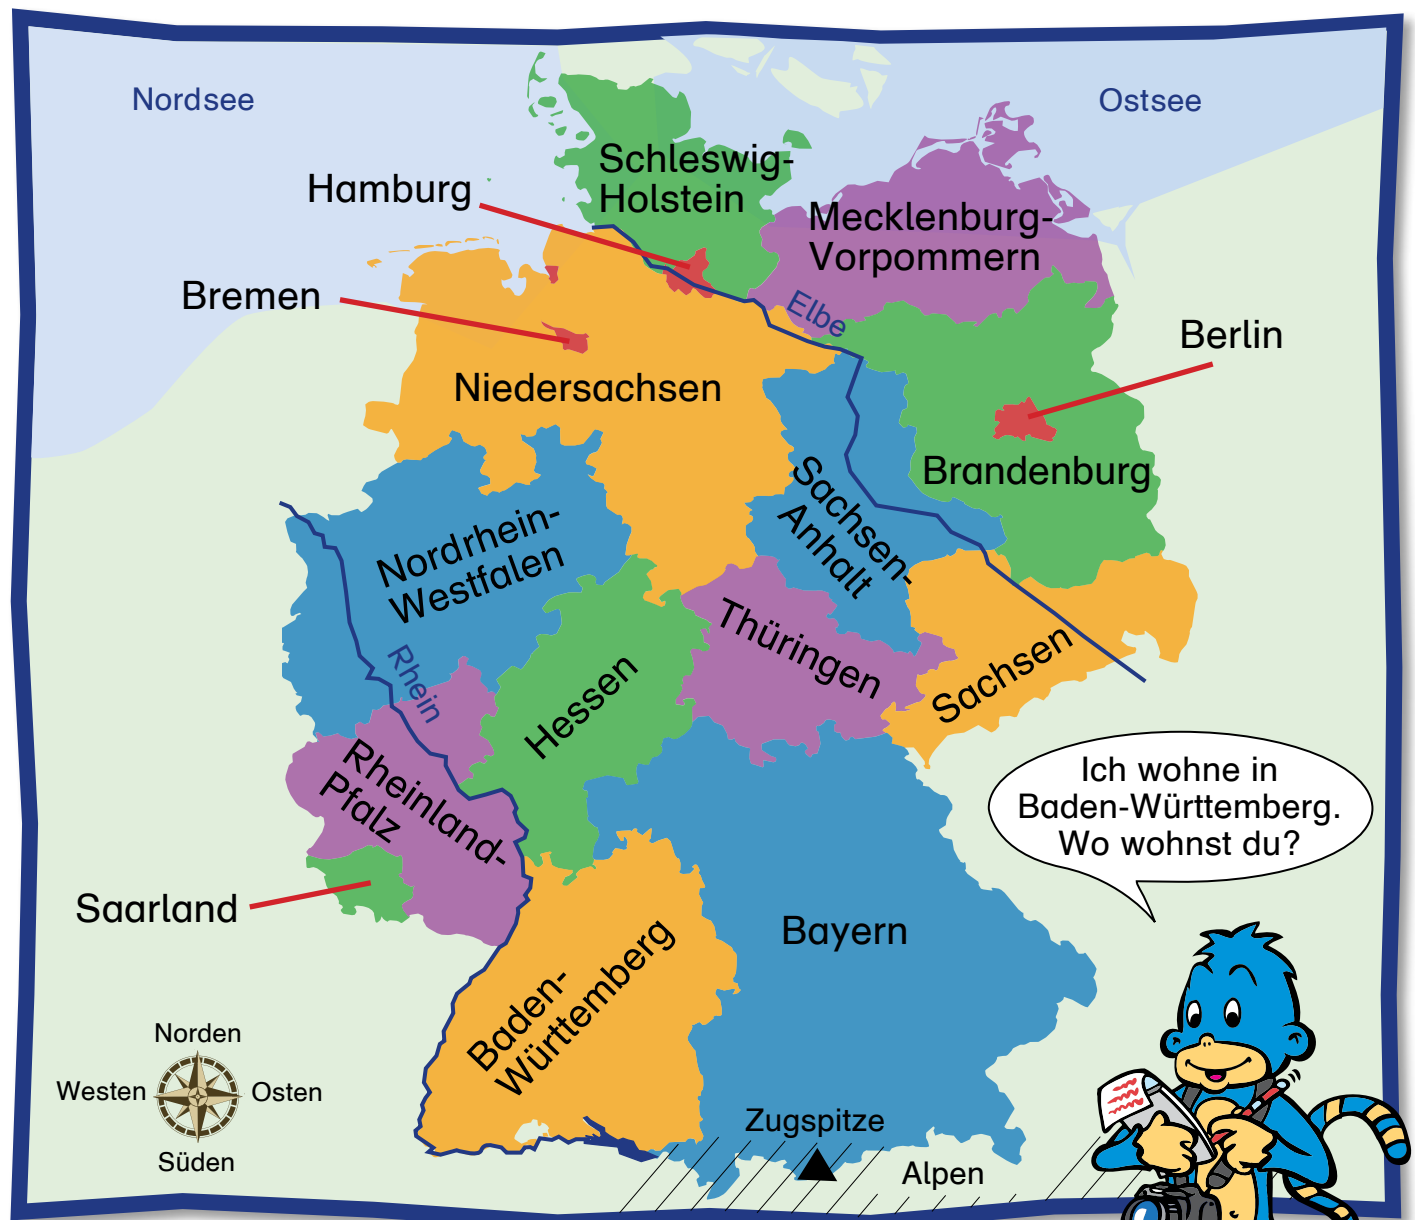 Nordsee
Ostsee
Schleswig-
Holstein
Hamburg
Mecklenburg-
Vorpommern
Bremen
Elbe
Berlin
Niedersachsen
Brandenburg
Sachsen-
Anhalt
Nordrhein-
Westfalen
Thüringen
Sachsen
Rhein
Hessen
Rheinland-
Pfalz
Ich wohne in
Baden-Württemberg.
Wo wohnst du?
Saarland
Bayern
Baden-
Württemberg
Norden
Westen
Osten
Süden
Zugspitze
Alpen